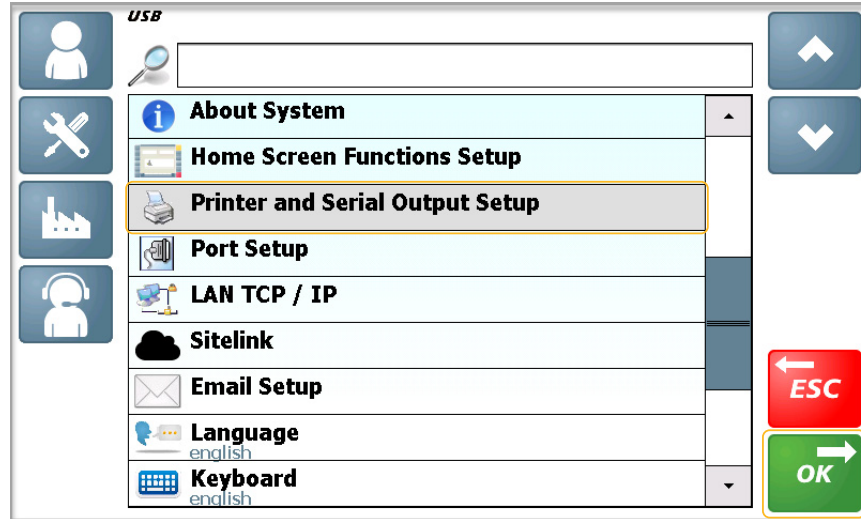 USB
About System
Home Screen Functions Setup
Printer and Serial Output Setup
Port Setup
LAN TCP / IP
Sitelink
Email Setup
Language
english
Keyboard
english
ESC
OK